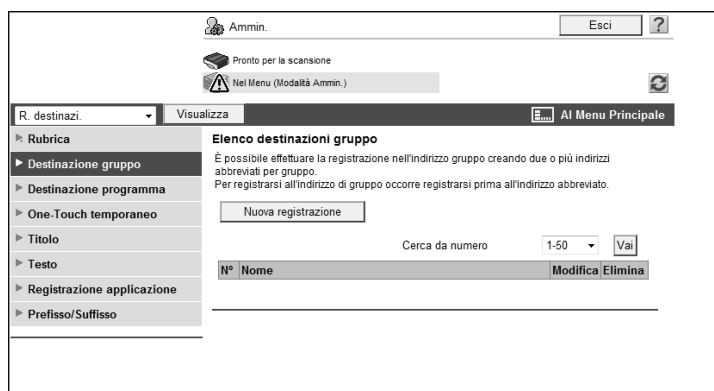 Ammin.
Esci
?
Pronto per la scansione
Nel Menu (Modalità Ammin.)
R. destinazi.
Visualizza
Al Menu Principale
Rubrica
Destinazione gruppo
Destinazione programma
One-Touch temporaneo
Titolo
Testo
Registrazione applicazione
Prefisso/Suffisso
Elenco destinazioni gruppo
È possibile effettuare la registrazione nell'indirizzo gruppo creando due o più indirizzi
abbreviati per gruppo.
Per registrarsi all'indirizzo di gruppo occorre registrarsi prima all'indirizzo abbreviato.
Nuova registrazione
Cerca da numero 1-50 Vai
Nº Nome Modifica Elimina